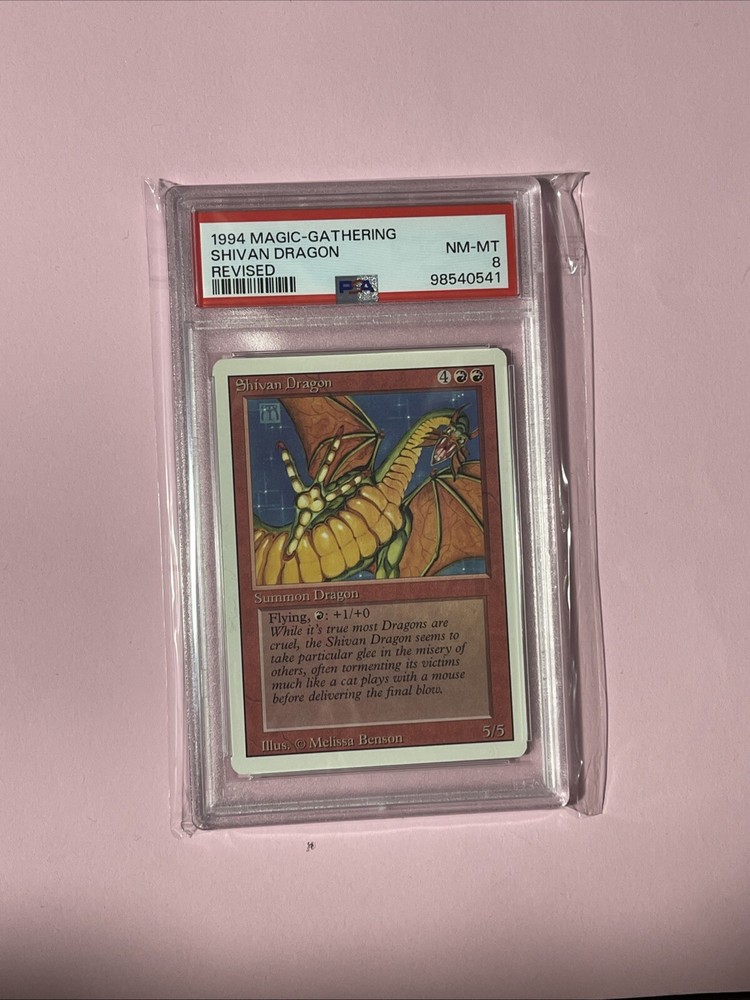 1994 MAGIC-GATHERING
SHIVAN DRAGON NM-MT
REVISED 8
PSA 98540541
Shivan Dragon 4
Summon Dragon
Flying, : +1/+0
While it's true most Dragons are
cruel, the Shivan Dragon seems to
take particular glee in the misery of
others, often tormenting its victims
much like a cat plays with a mouse
before delivering the final blow.
5/5
Illus. © Melissa Benson